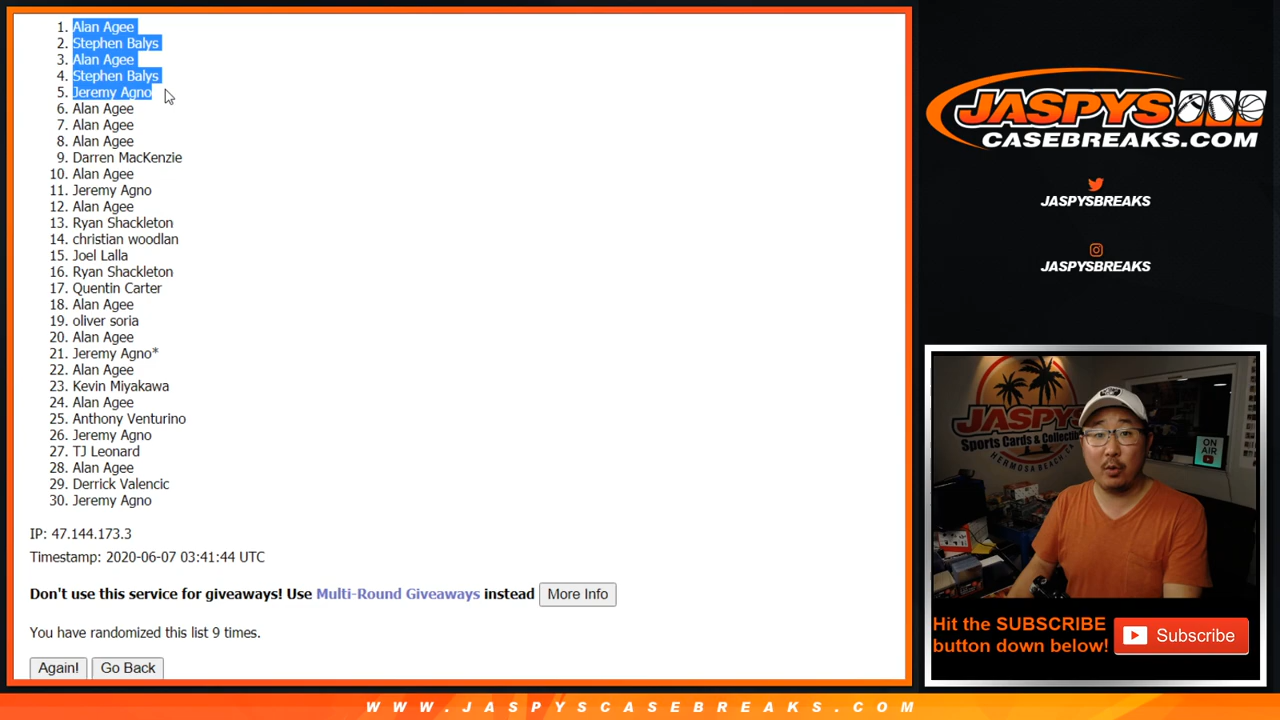 1. Alan Agee
2. Stephen Balys
3. Alan Agee
4. Stephen Balys
5. Jeremy Agno
6. Alan Agee
7. Alan Agee
8. Alan Agee
9. Darren MacKenzie
10. Alan Agee
11. Jeremy Agno
12. Alan Agee
13. Ryan Shackleton
14. christian woodlan
15. Joel Lalla
16. Ryan Shackleton
17. Quentin Carter
18. Alan Agee
19. oliver soria
20. Alan Agee
21. Jeremy Agno*
22. Alan Agee
23. Kevin Miyakawa
24. Alan Agee
25. Anthony Venturino
26. Jeremy Agno
27. TJ Leonard
28. Alan Agee
29. Derrick Valencic
30. Jeremy Agno
IP: 47.144.173.3
Timestamp: 2020-06-07 03:41:44 UTC
Don't use this service for giveaways! Use Multi-Round Giveaways instead More Info
You have randomized this list 9 times.
Again! Go Back
JASPYS
CASEBREAKS.COM
JASPYSBREAKS
JASPYSBREAKS
JASPYS
Sports Cards & Collectibl
HERMOSA BEACH, CA
ON
AIR
Hit the SUBSCRIBE
button down below!
Subscribe
WWW.JASPYSCASEBREAKS.COM